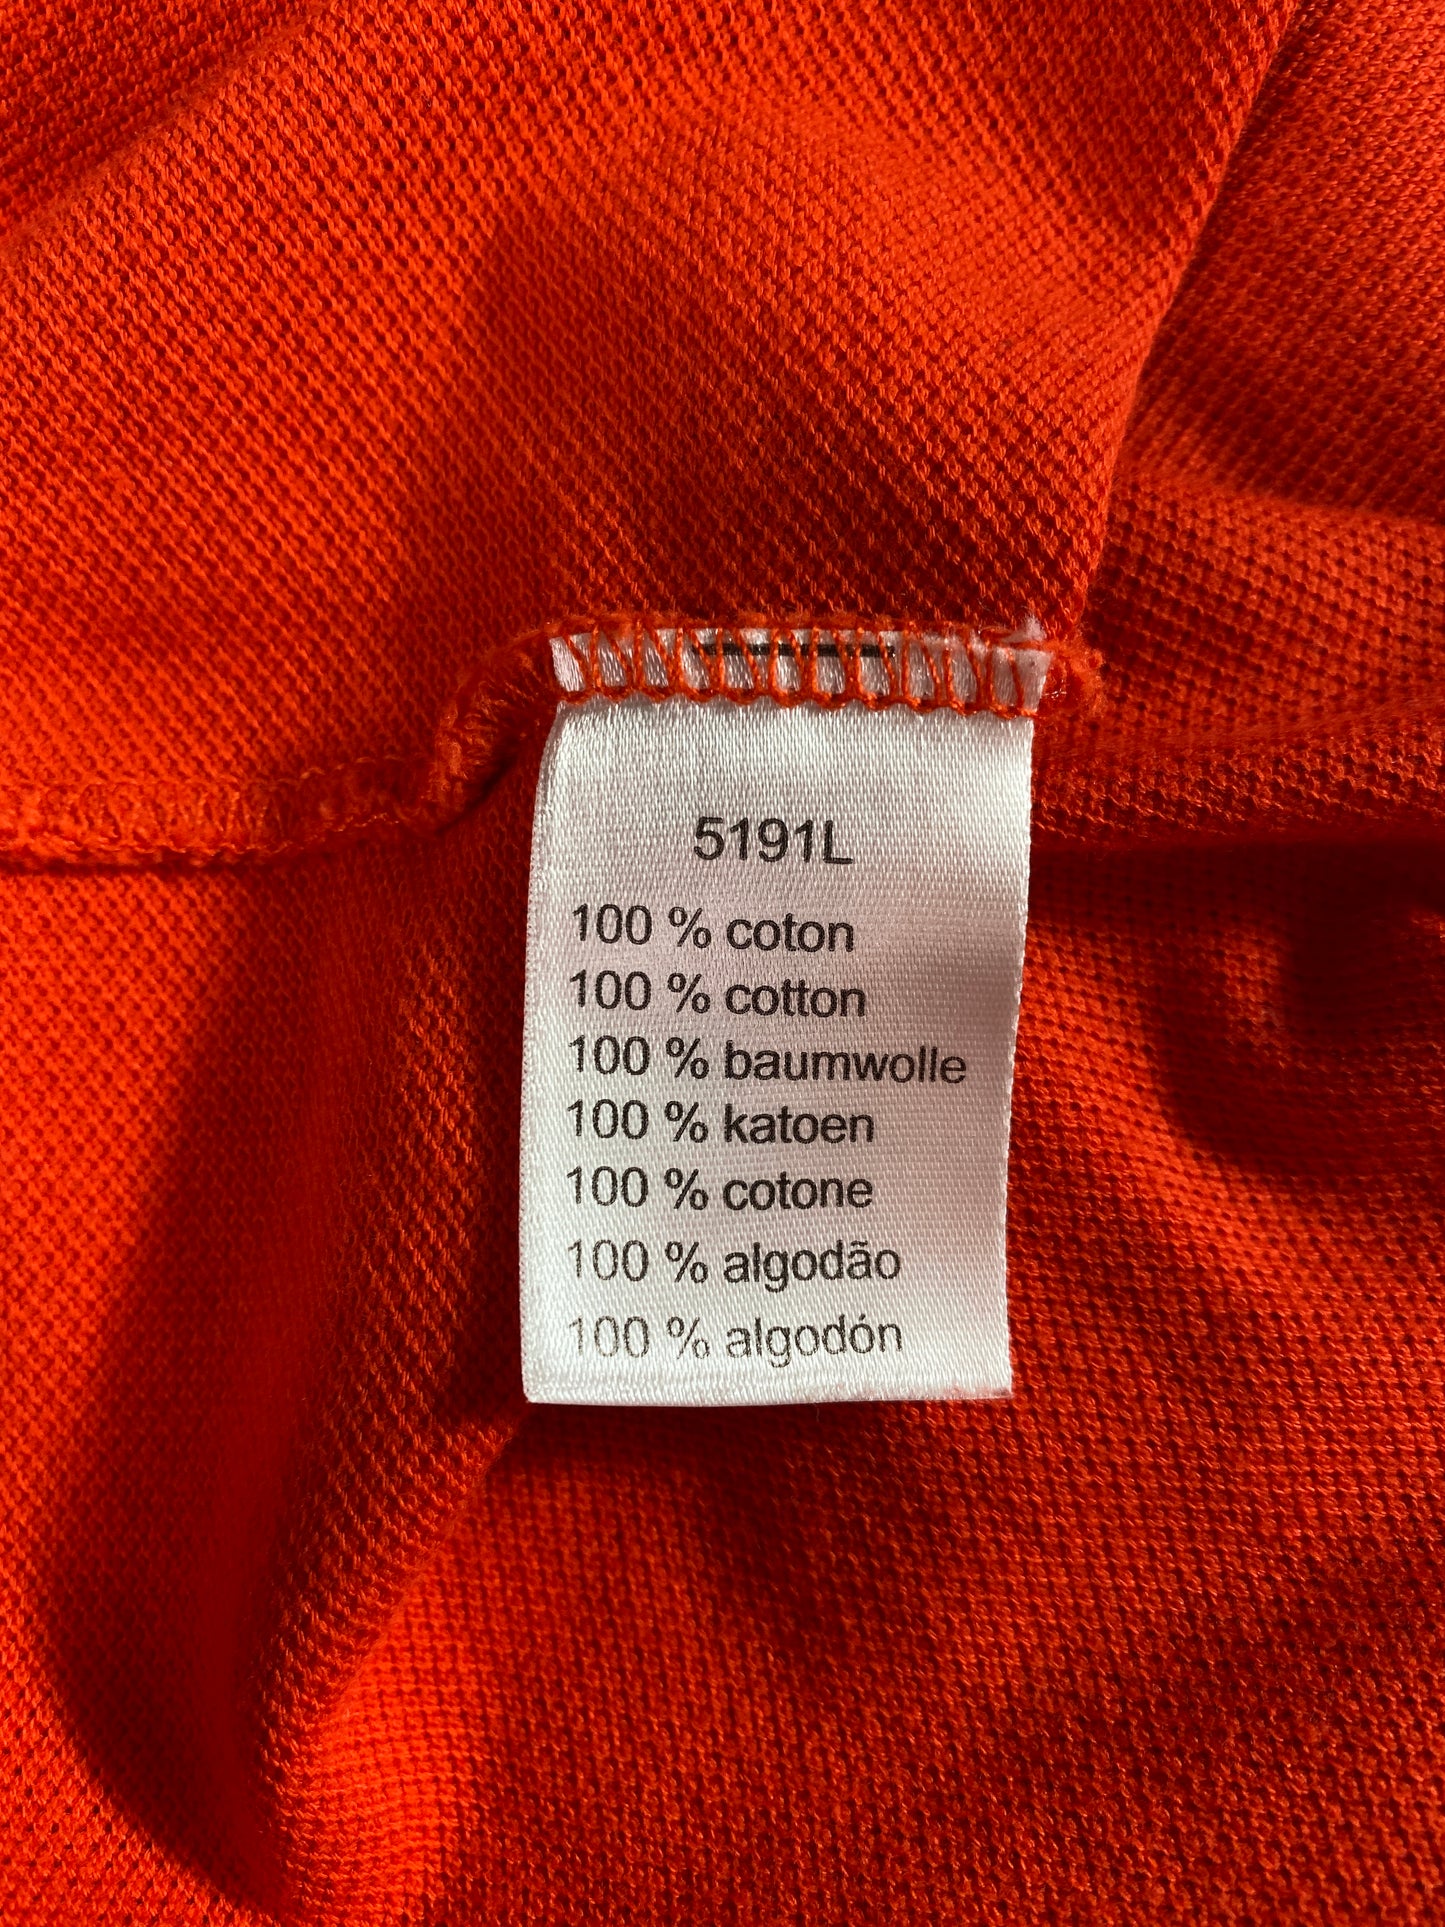 5191L
100 % coton
100 % cotton
100 % baumwolle
100 % katoen
100 % cotone
100 % algodão
100 % algodón